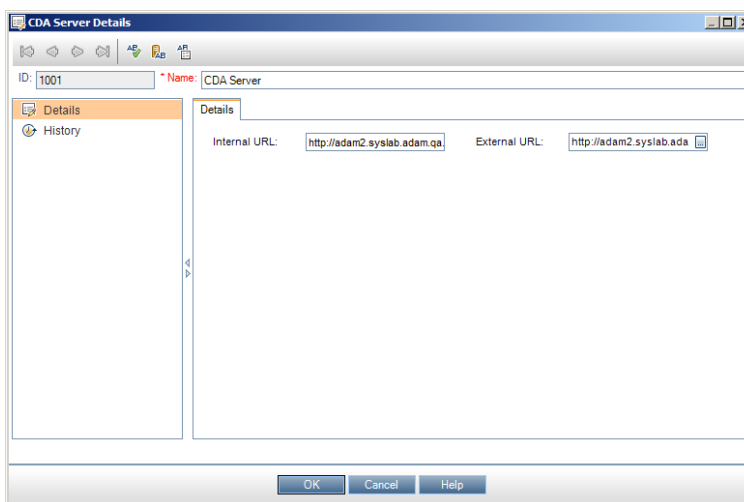 CDA Server Details
ID: 1001 * Name: CDA Server
Details
History
Details
Internal URL: http://adam2.syslab.adam.qa. External URL: http://adam2.syslab.ada
OK Cancel Help